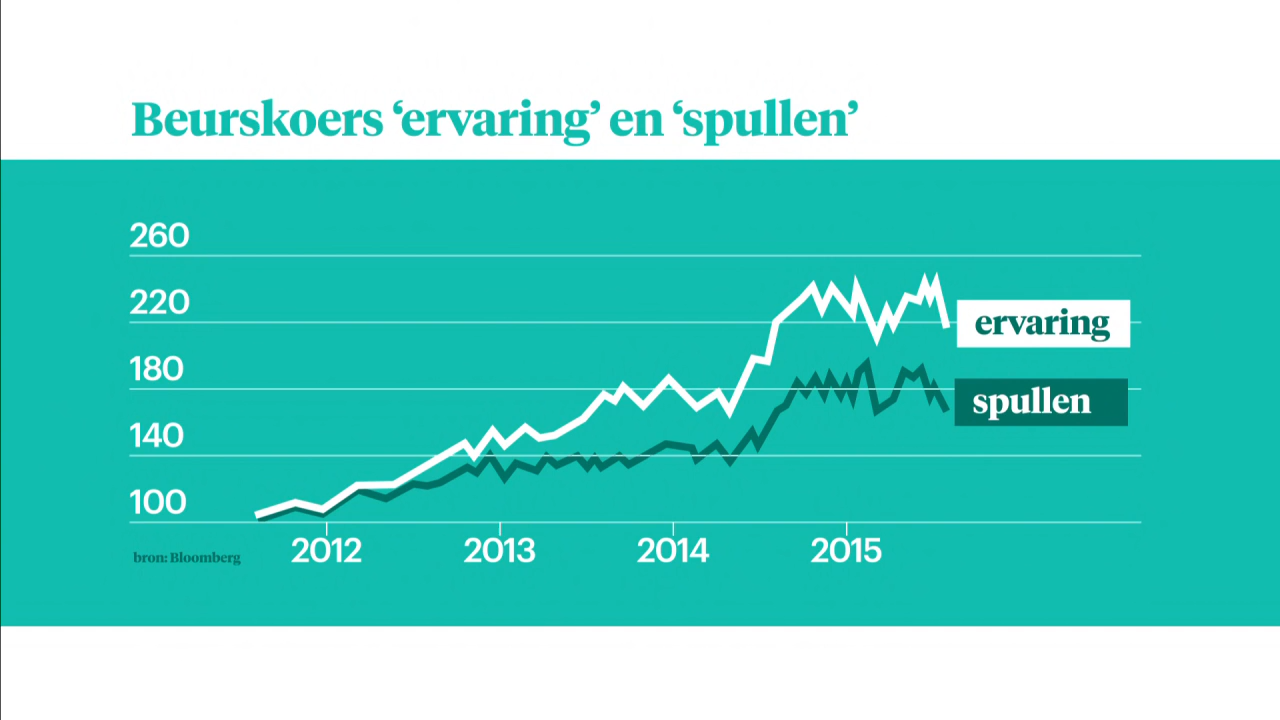 Beurskoers ‘ervaring’ en ‘spullen’
260
220
ervaring
180
spullen
140
100
2012 2013 2014 2015
bron: Bloomberg